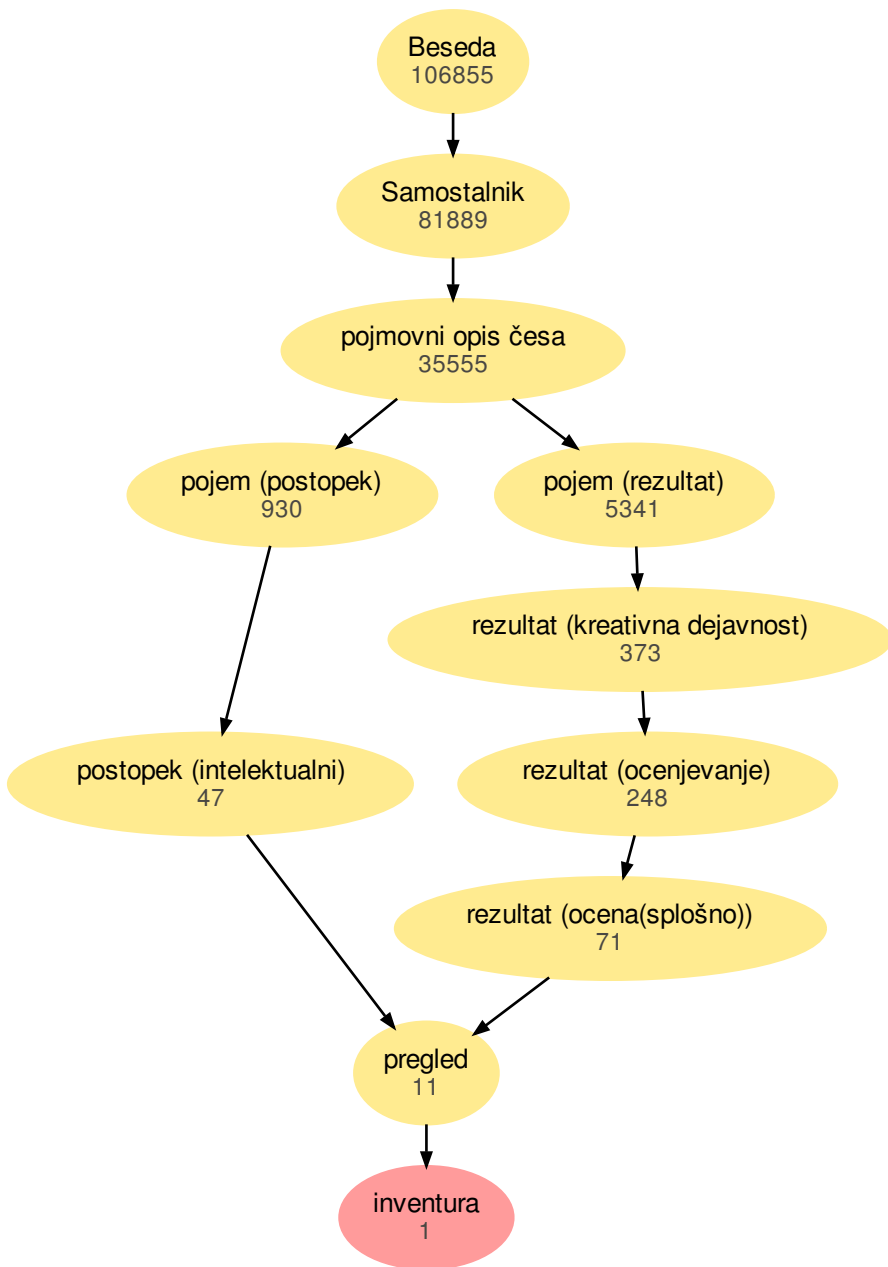 Beseda
106855
Samostalnik
81889
pojmovni opis česa
35555
pojem (postopek)
930
pojem (rezultat)
5341
rezultat (kreativna dejavnost)
373
postopek (intelektualni)
47
rezultat (ocenjevanje)
248
rezultat (ocena(splošno))
71
pregled
11
inventura
1